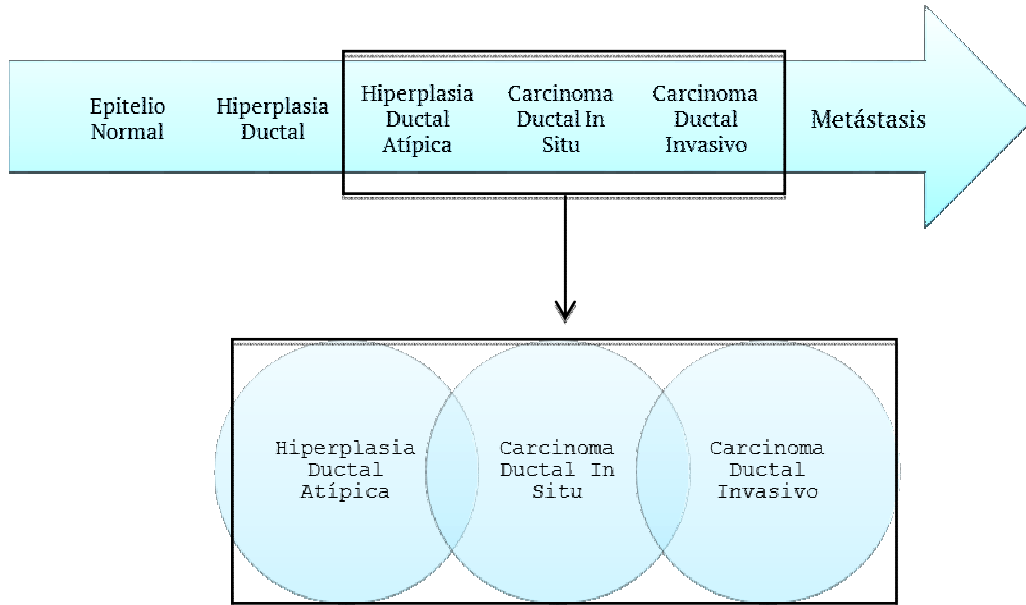 Epitelio
Normal
Hiperplasia
Ductal
Hiperplasia
Ductal
Atípica
Carcinoma
Ductal In
Situ
Carcinoma
Ductal
Invasivo
Metástasis
Hiperplasia
Ductal
Atípica
Carcinoma
Ductal In
Situ
Carcinoma
Ductal
Invasivo